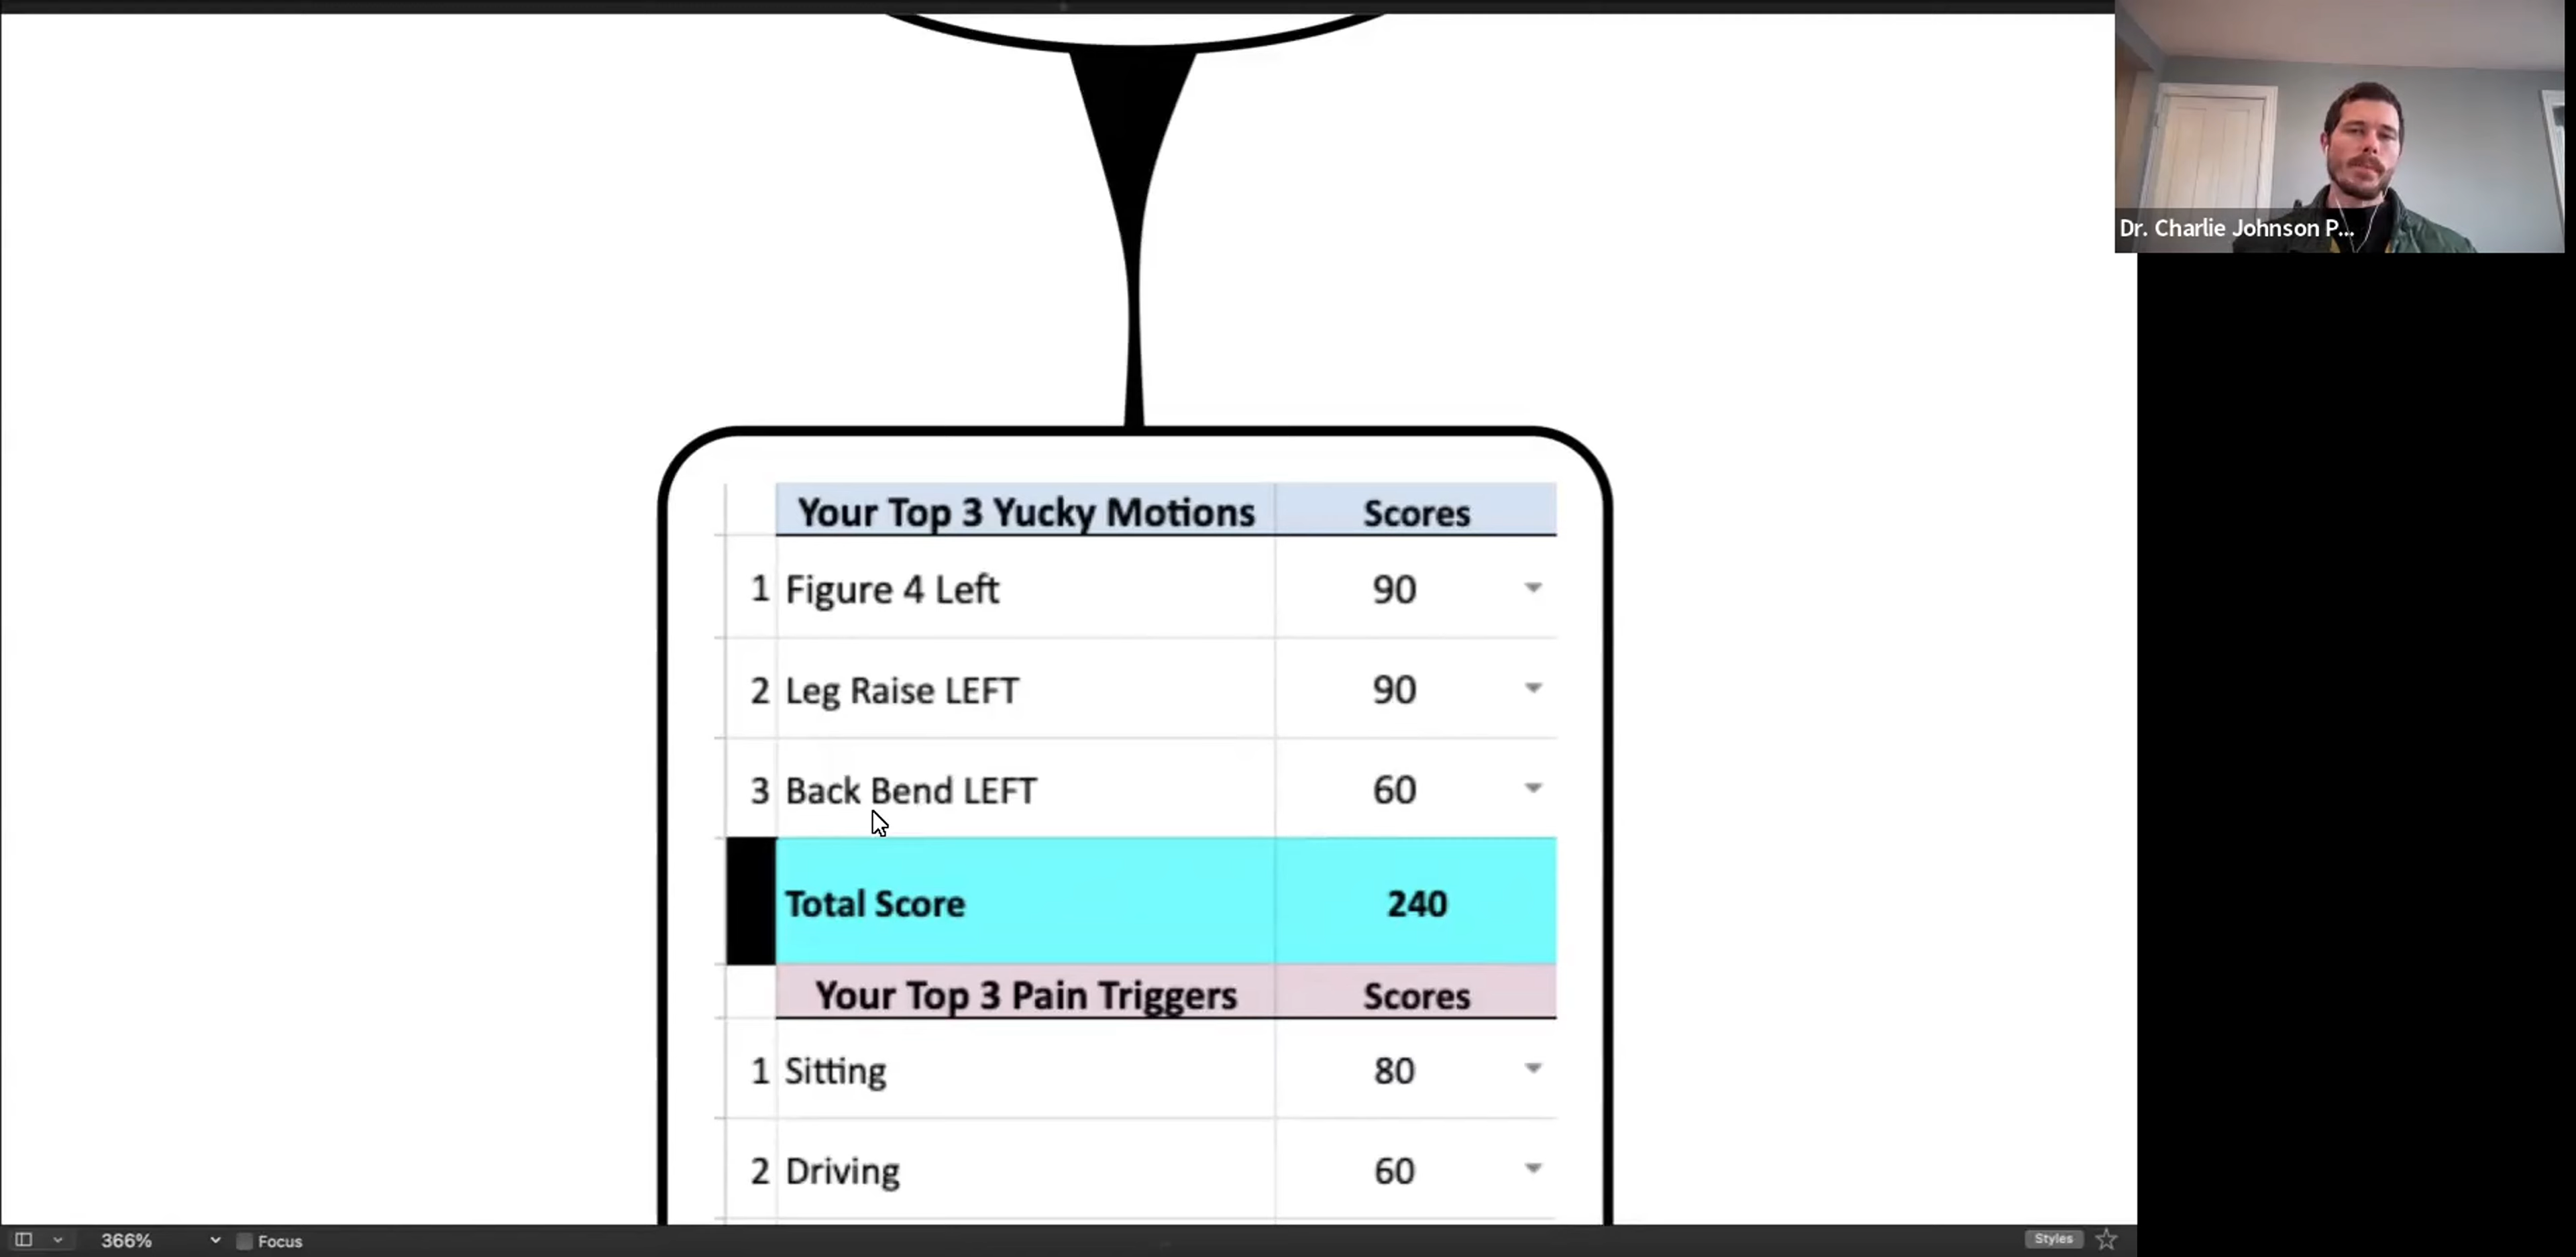 Dr. Charlie Johnson P...
Your Top 3 Yucky Motions Scores
1 Figure 4 Left 90
2 Leg Raise LEFT 90
3 Back Bend LEFT 60
Total Score 240
Your Top 3 Pain Triggers Scores
1 Sitting 80
2 Driving 60
366% Focus Styles